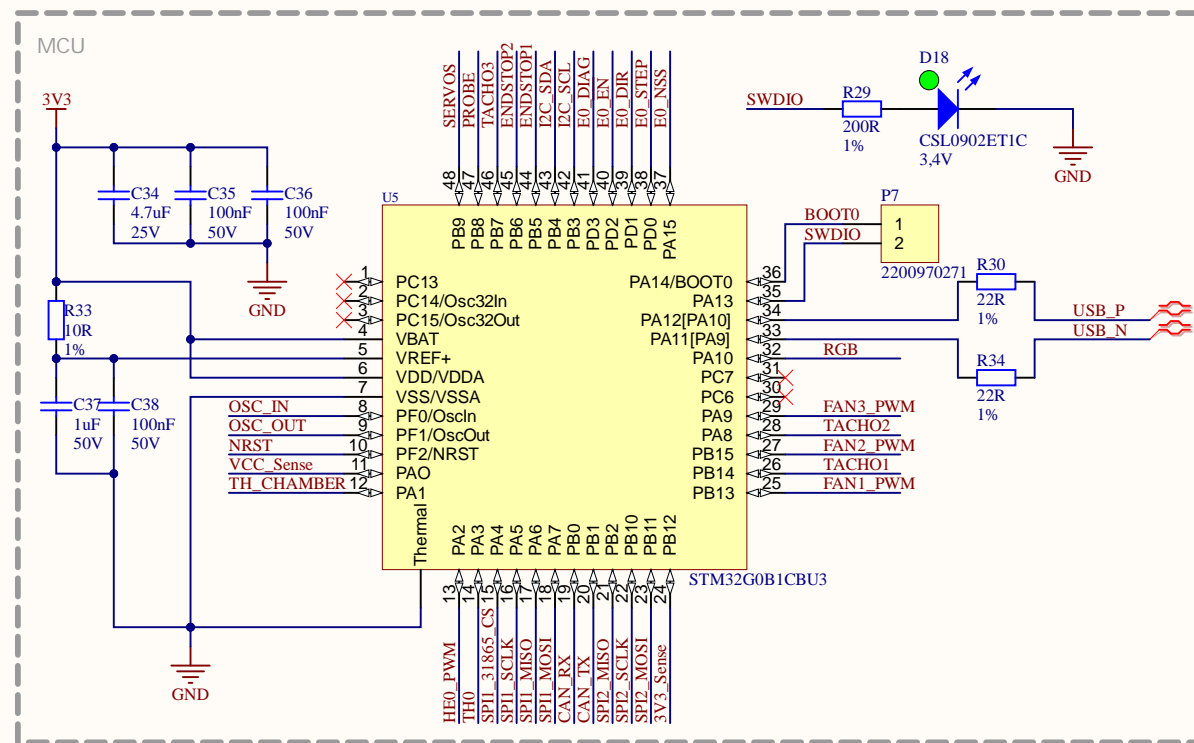 MCU
3V3
C34
4.7uF
25V
C35
100nF
50V
C36
100nF
50V
GND
R33
10R
1%
C37
1uF
50V
C38
100nF
50V
GND
SERVOS
PROBE
TACHO3
ENDSTOP2
ENDSTOP1
I2C_SDA
I2C_SCL
E0_DIAG
E0_EN
E0_DIR
E0_STEP
E0_NSS
48
47
46
45
44
43
42
41
40
39
38
37
U5
PB9
PB8
PB7
PB6
PB5
PB4
PB3
PD3
PD2
PD1
PD0
PA15
1 PC13
2 PC14/Osc32In
3 PC15/Osc32Out
4 VBAT
5 VREF+
6 VDD/VDDA
7 VSS/VSSA
OSC_IN 8 PF0/OscIn
OSC_OUT 9 PF1/OscOut
NRST 10 PF2/NRST
VCC_Sense 11 PAO
TH_CHAMBER 12 PA1
PA14/BOOT0 36
PA13 35
PA12[PA10] 34
PA11[PA9] 33
PA10 32 RGB
PC7 31
PC6 30
PA9 29 FAN3_PWM
PA8 28 TACHO2
PB15 27 FAN2_PWM
PB14 26 TACHO1
PB13 25 FAN1_PWM
Thermal
PA2
PA3
PA4
PA5
PA6
PA7
PB0
PB1
PB2
PB10
PB11
PB12
STM32G0B1CBU3
13
14
15
16
17
18
19
20
21
22
23
24
HE0_PWM
TH0
SPI1_31865_CS
SPI1_SCLK
SPI1_MISO
SPI1_MOSI
CAN_RX
CAN_TX
SPI2_MISO
SPI2_SCLK
SPI2_MOSI
3V3_Sense
SWDIO
R29
200R
1%
D18
CSL0902ET1C
3,4V
GND
P7
BOOT0 1
SWDIO 2
2200970271
R30
22R
1%
USB_P
USB_N
R34
22R
1%